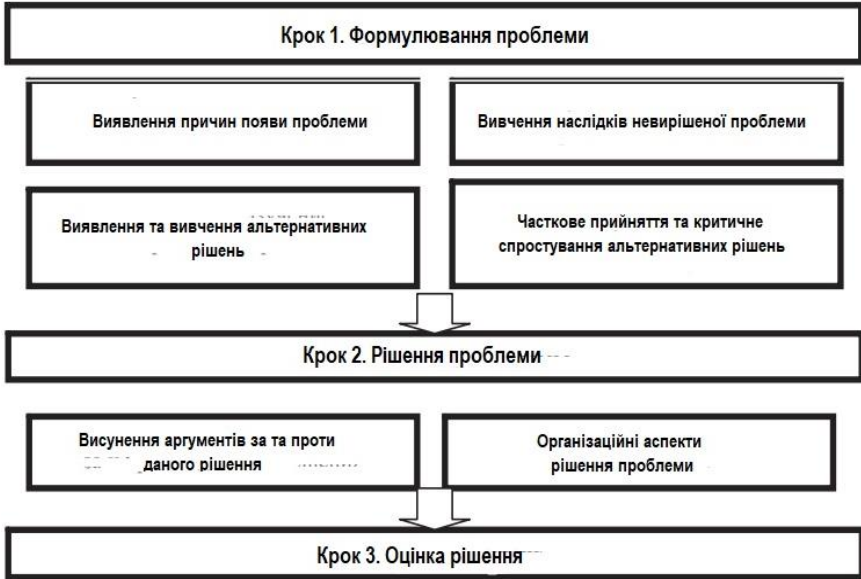 Крок 1. Формулювання проблеми
Виявлення причин появи проблеми
Вивчення наслідків невирішеної проблеми
Виявлення та вивчення альтернативних
рішень
Часткове прийняття та критичне
спростування альтернативних рішень
Крок 2. Рішення проблеми
Висунення аргументів за та проти
даного рішення
Організаційні аспекти
рішення проблеми
Крок 3. Оцінка рішення